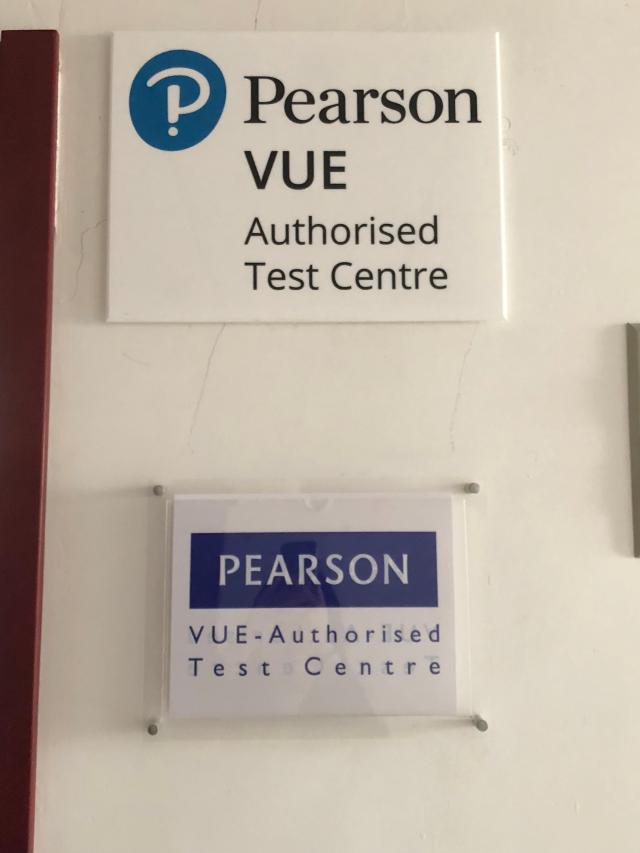 Pearson
VUE
Authorised
Test Centre
PEARSON
VUE-Authorised
Test Centre